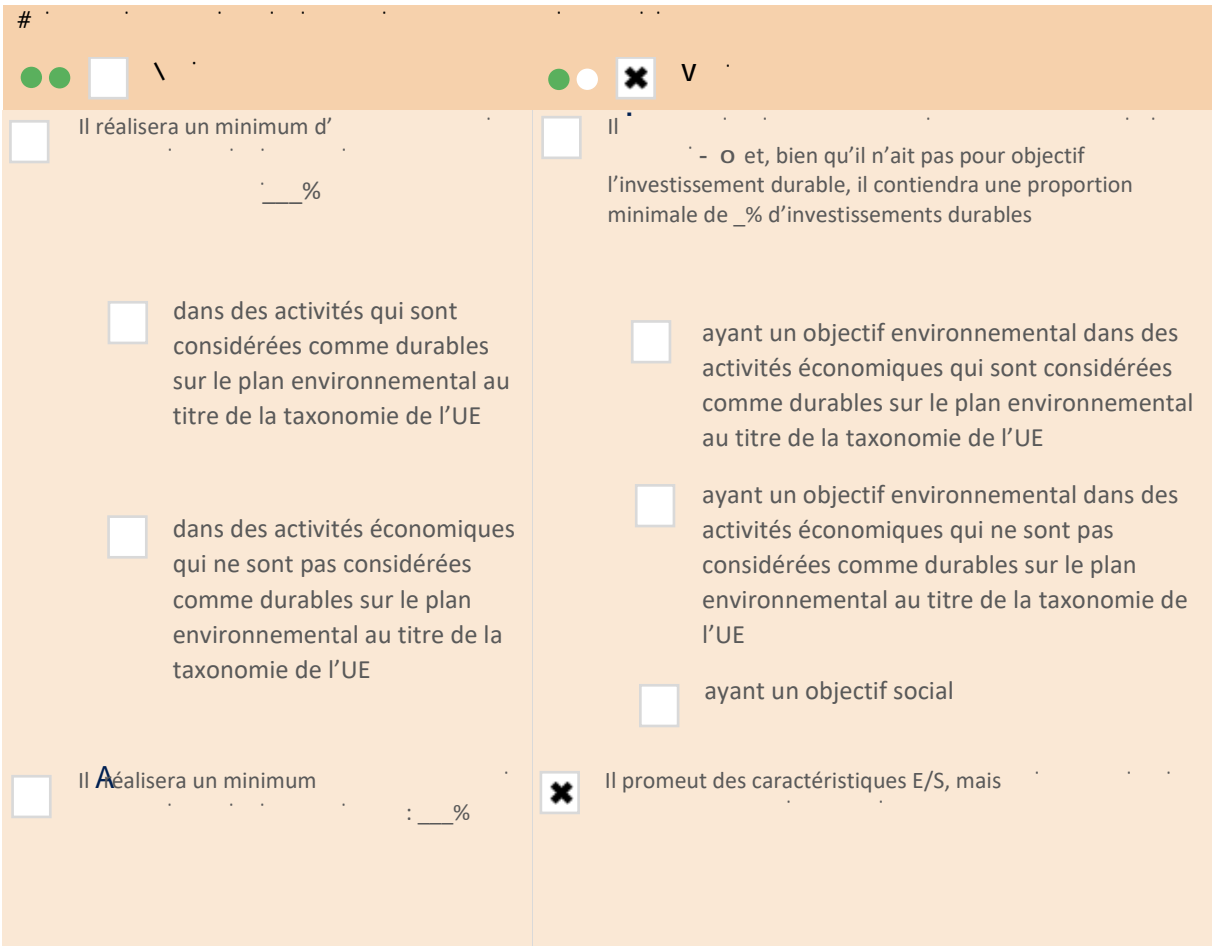 #
\ V
Il réalisera un minimum d’
___%
dans des activités qui sont
considérées comme durables
sur le plan environnemental au
titre de la taxonomie de l’UE
dans des activités économiques
qui ne sont pas considérées
comme durables sur le plan
environnemental au titre de la
taxonomie de l’UE
Il réalisera un minimum
: ___%
Il
- o et, bien qu’il n’ait pas pour objectif
l’investissement durable, il contiendra une proportion
minimale de _% d’investissements durables
ayant un objectif environnemental dans des
activités économiques qui sont considérées
comme durables sur le plan environnemental
au titre de la taxonomie de l’UE
ayant un objectif environnemental dans des
activités économiques qui ne sont pas
considérées comme durables sur le plan
environnemental au titre de la taxonomie de
l’UE
ayant un objectif social
Il promeut des caractéristiques E/S, mais